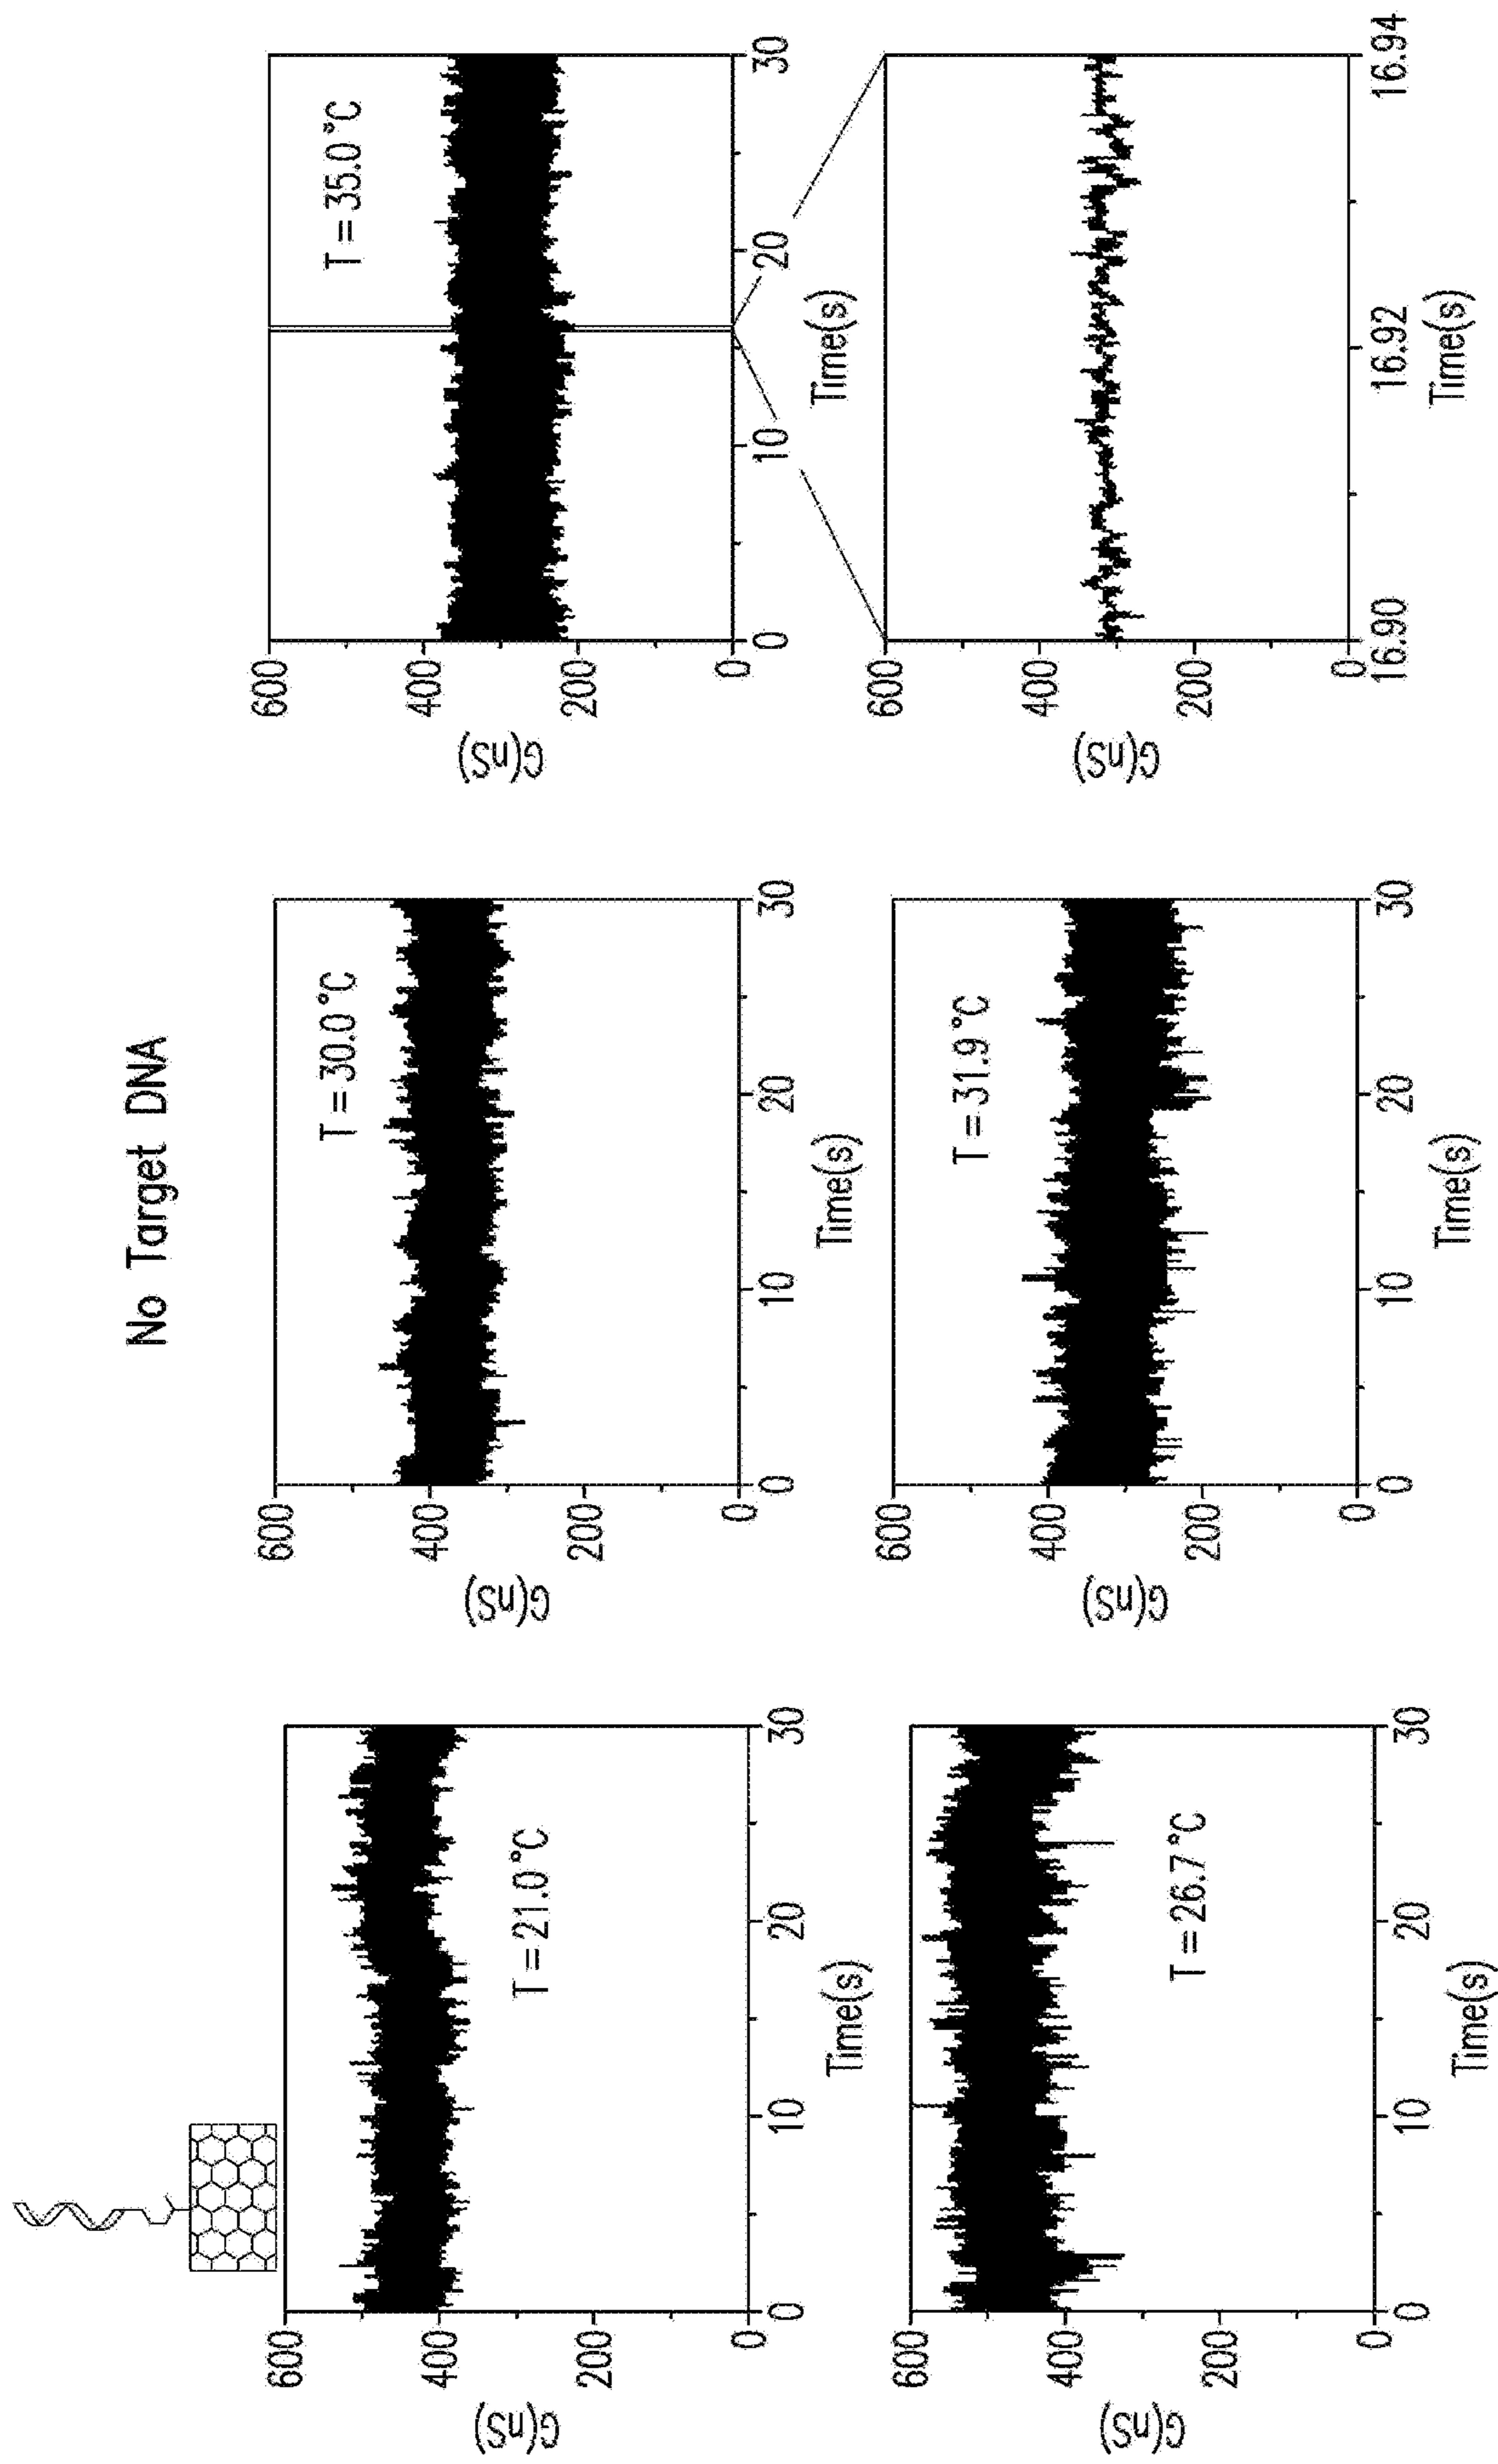 No Target DNA
600
400
200
0
G(nS)
T = 21.0 °C
0
10
20
30
Time(s)
600
400
200
0
G(nS)
T = 30.0 °C
0
10
20
30
Time(s)
600
400
200
0
G(nS)
T = 35.0 °C
0
10
20
30
Time(s)
600
400
200
0
G(nS)
T = 26.7 °C
0
10
20
30
Time(s)
600
400
200
0
G(nS)
T = 31.9 °C
0
10
20
30
Time(s)
600
400
200
0
G(nS)
16.90
16.92
16.94
Time(s)